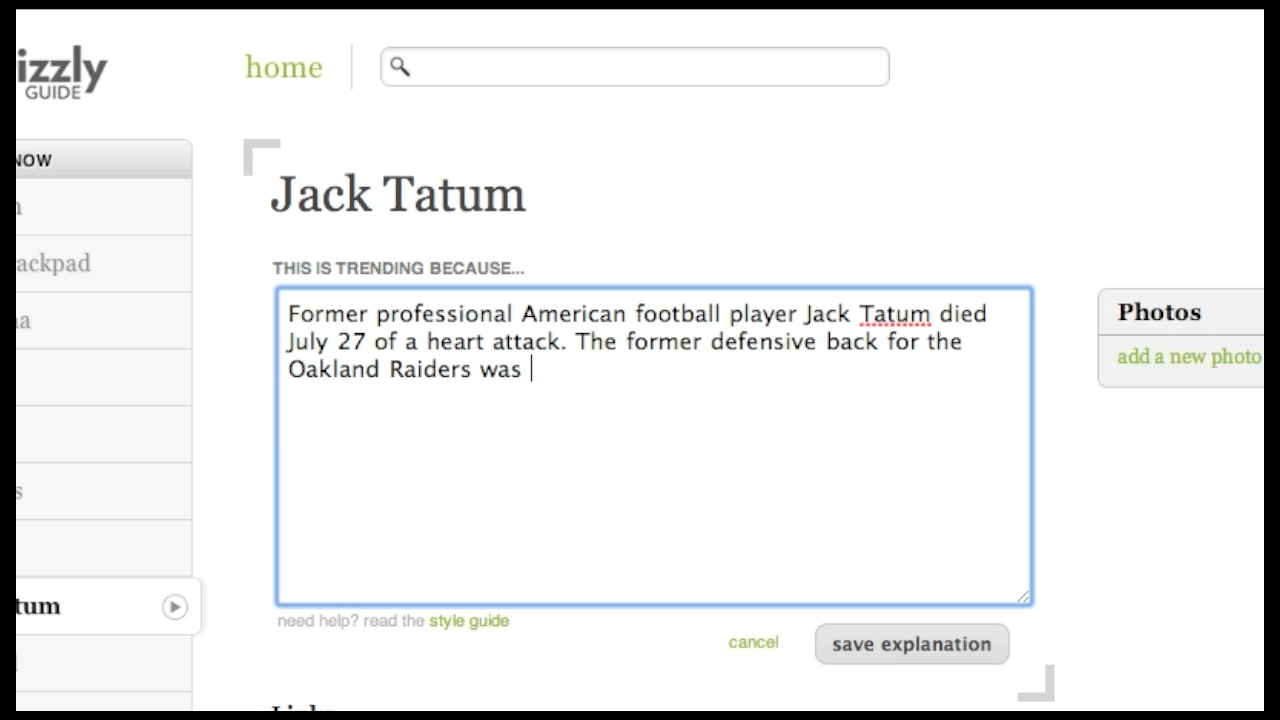 izzly
GUIDE
home
NOW
ackpad
Jack Tatum
THIS IS TRENDING BECAUSE...
Former professional American football player Jack Tatum died
July 27 of a heart attack. The former defensive back for the
Oakland Raiders was
Photos
add a new photo
need help? read the style guide
cancel
save explanation
tum